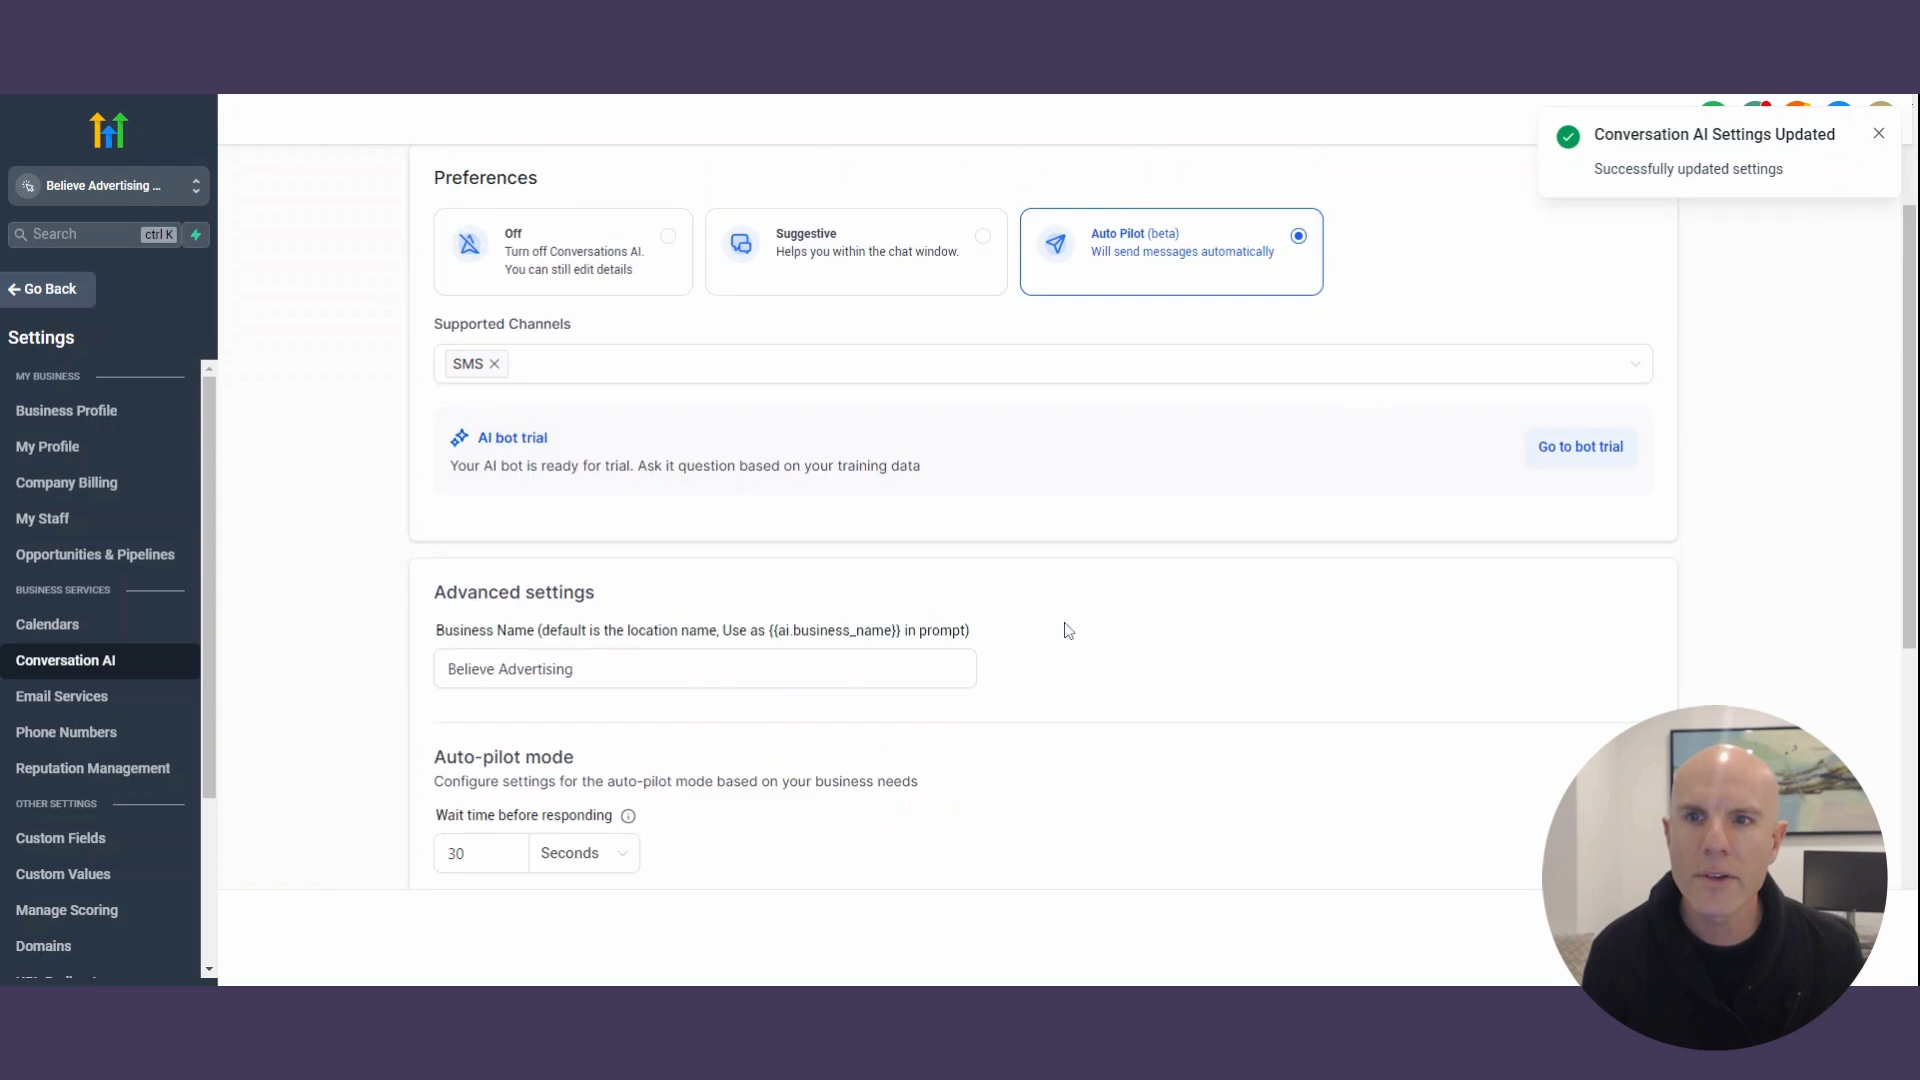 Believe Advertising ...
Search
ctrl K
Go Back
Settings
MY BUSINESS
Business Profile
My Profile
Company Billing
My Staff
Opportunities & Pipelines
BUSINESS SERVICES
Calendars
Conversation AI
Email Services
Phone Numbers
Reputation Management
OTHER SETTINGS
Custom Fields
Custom Values
Manage Scoring
Domains
Conversation AI Settings Updated
Successfully updated settings
Preferences
Off
Turn off Conversations AI.
You can still edit details
Suggestive
Helps you within the chat window.
Auto Pilot (beta)
Will send messages automatically
Supported Channels
SMS
AI bot trial
Your AI bot is ready for trial. Ask it question based on your training data
Go to bot trial
Advanced settings
Business Name (default is the location name, Use as {{ai.business_name}} in prompt)
Believe Advertising
Auto-pilot mode
Configure settings for the auto-pilot mode based on your business needs
Wait time before responding
30
Seconds